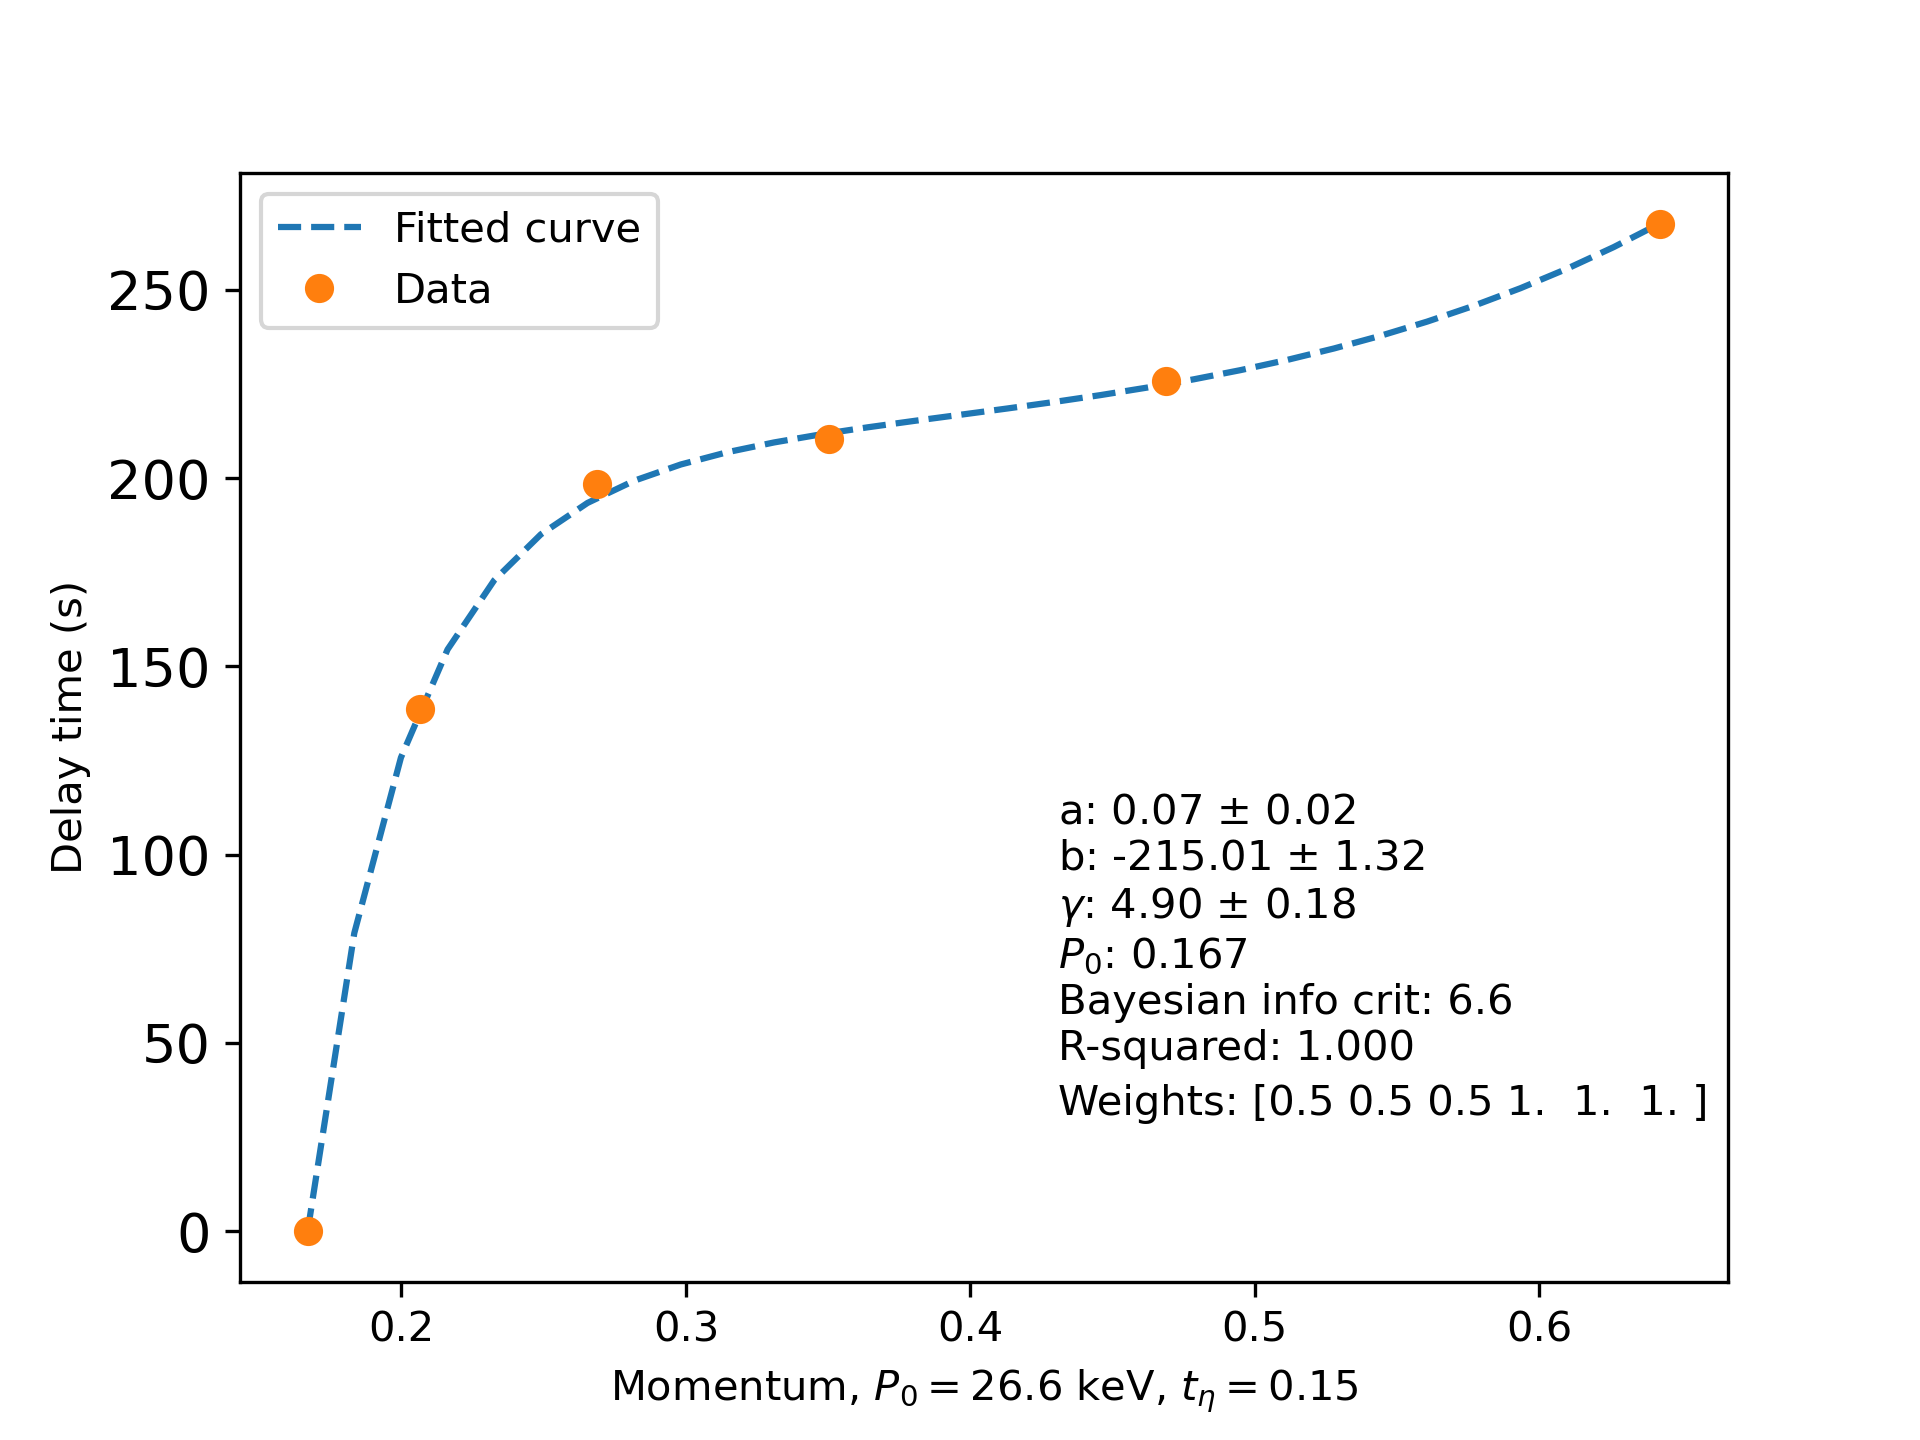 Fitted curve
Data
250
200
150
100
50
0
Delay time (s)
a: 0.07 ± 0.02
b: -215.01 ± 1.32
γ: 4.90 ± 0.18
P₀: 0.167
Bayesian info crit: 6.6
R-squared: 1.000
Weights: [0.5 0.5 0.5 1.  1.  1. ]
0.2 0.3 0.4 0.5 0.6
Momentum, P₀ = 26.6 keV, tη = 0.15